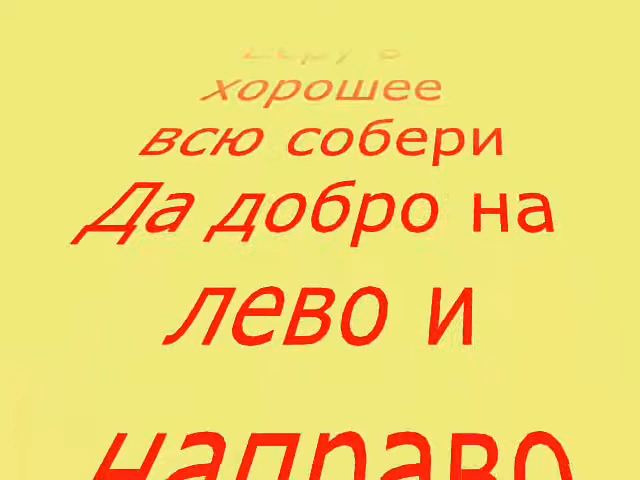 хорошее
всю собери
Да добро на
лево и
направо